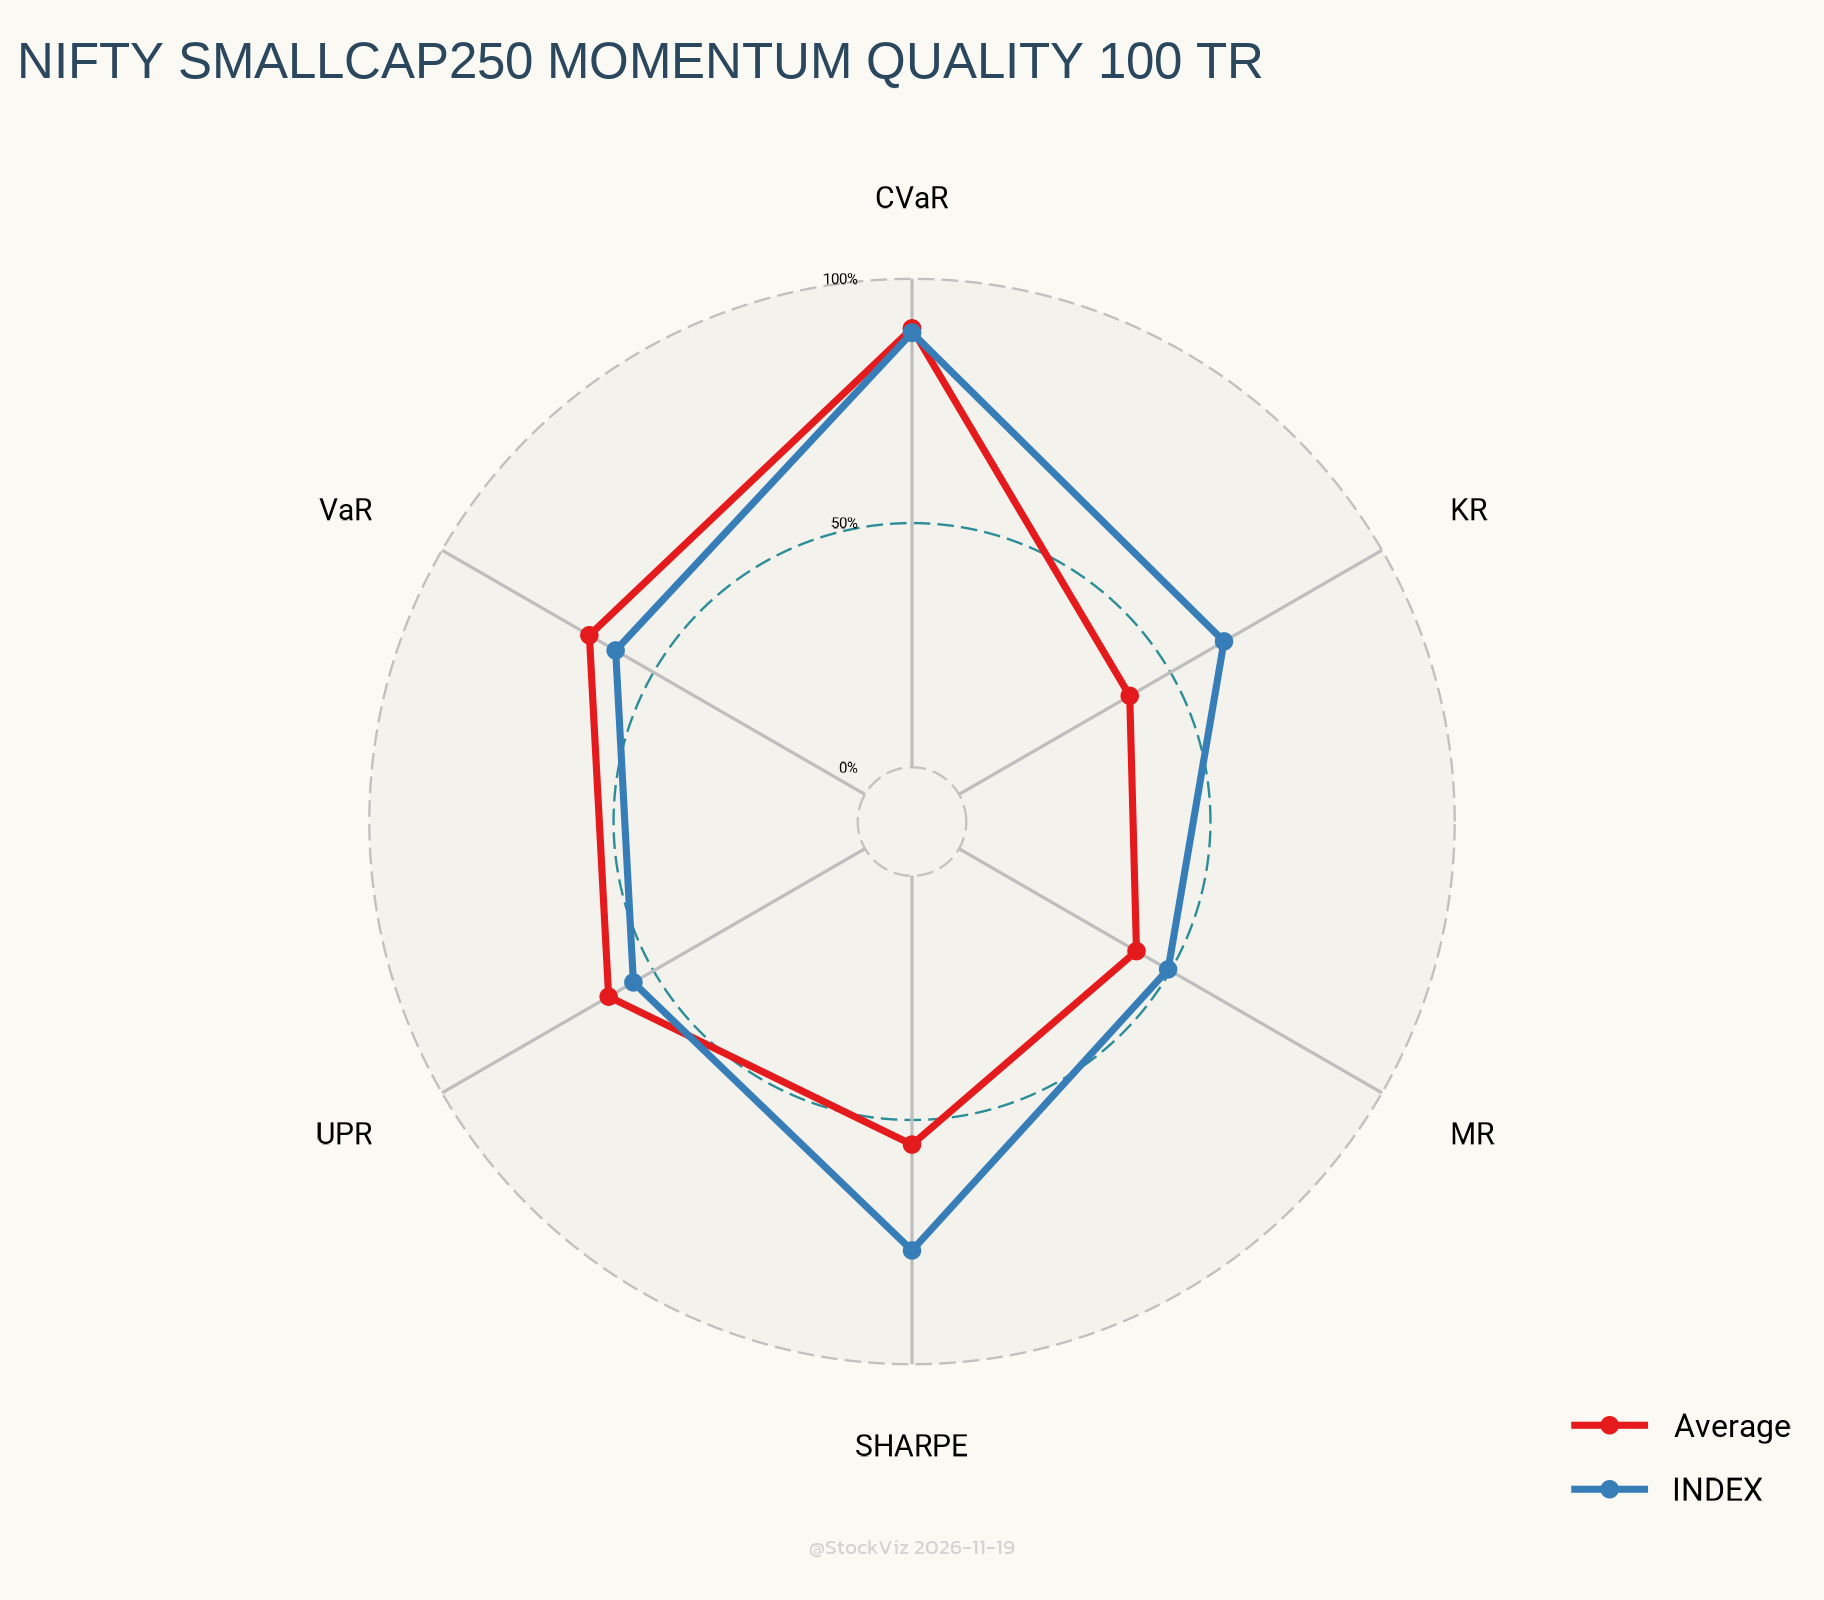 NIFTY SMALLCAP250 MOMENTUM QUALITY 100 TR
CVaR
100%
VaR
KR
50%
0%
UPR
MR
SHARPE
Average
INDEX
@StockViz 2026-11-19